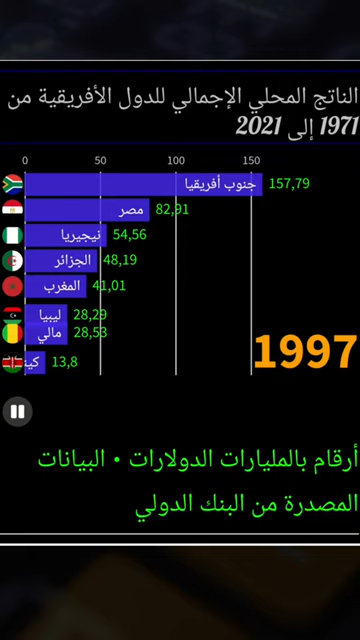 الناتج المحلي الإجمالي للدول الأفريقية من
1971 إلى 2021
0 50 100 150
جنوب أفريقيا 157,79
مصر 82,91
نيجيريا 54,56
الجزائر 48,19
المغرب 41,01
ليبيا 28,29
مالي 28,53
13,8
1997
أرقام بالمليارات الدولارات • البيانات
المصدرة من البنك الدولي